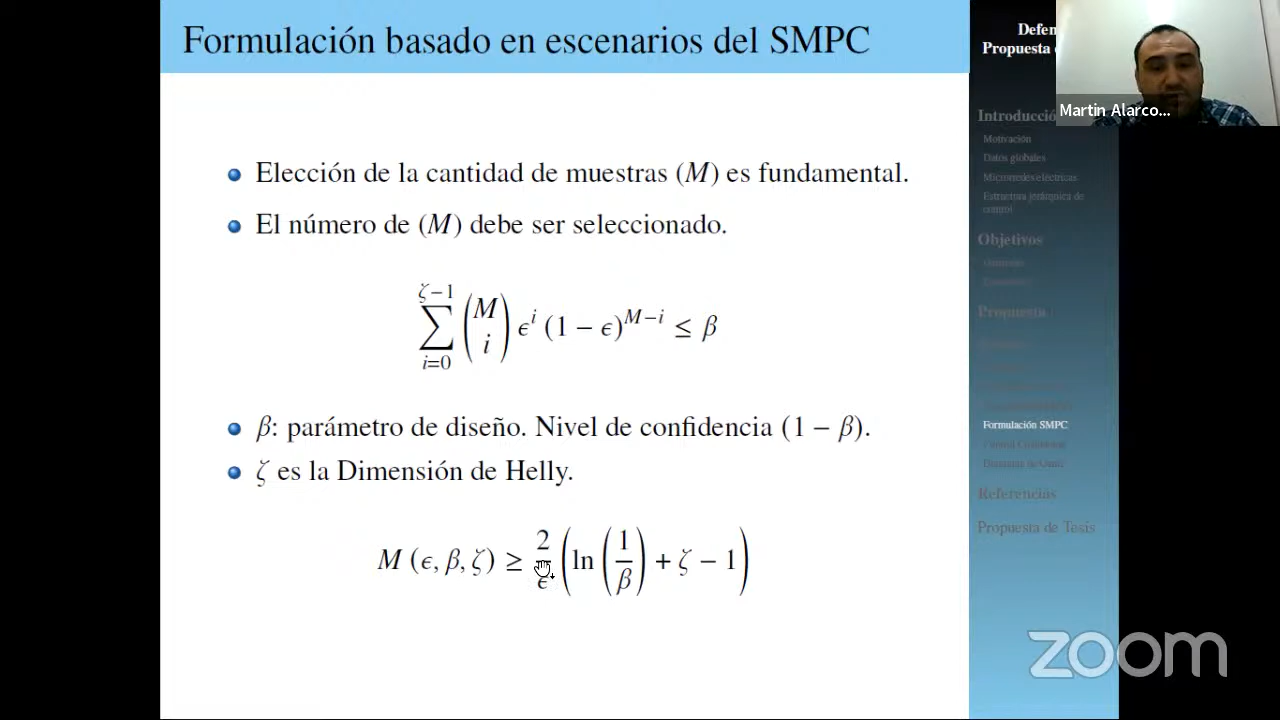 Formulación basado en escenarios del SMPC
Elección de la cantidad de muestras (M) es fundamental.
El número de (M) debe ser seleccionado.
∑_{i=0}^{ζ−1} (M i) ϵ^i (1 − ϵ)^{M−i} ≤ β
β: parámetro de diseño. Nivel de confidencia (1 − β).
ζ es la Dimensión de Helly.
M (ϵ, β, ζ) ≥ 2/ϵ (ln (1/β) + ζ − 1)
Propuesta
Martin Alarco...
Motivación
Datos globales
Microrredes eléctricas
Estructura jerárquica de
control
Objetivos
Propuesta
Formulación SMPC
Referencias
Propuesta de Tesis
zoom